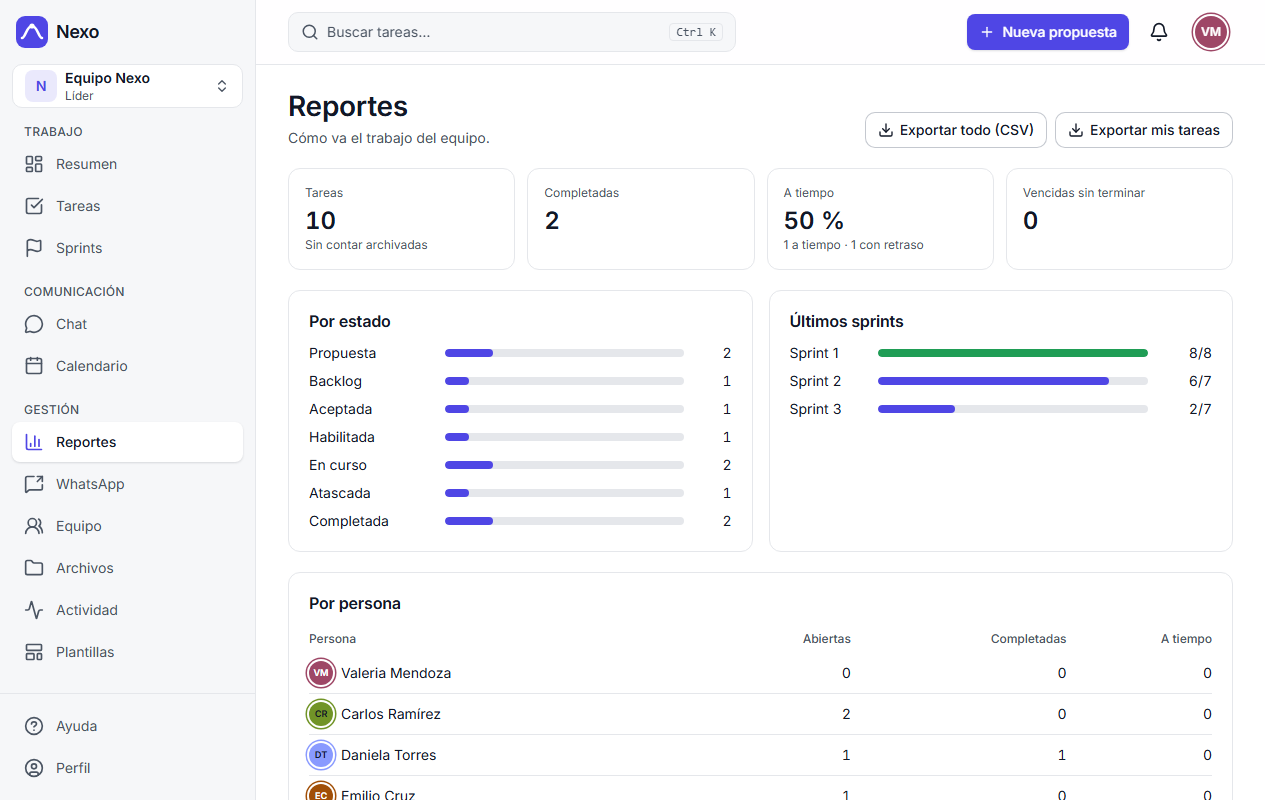 Nexo
Buscar tareas...
Ctrl K
+ Nueva propuesta
VM
N
Equipo Nexo
Líder
TRABAJO
Resumen
Tareas
Sprints
COMUNICACIÓN
Chat
Calendario
GESTIÓN
Reportes
WhatsApp
Equipo
Archivos
Actividad
Plantillas
Ayuda
Perfil
Reportes
Cómo va el trabajo del equipo.
Exportar todo (CSV)
Exportar mis tareas
Tareas
10
Sin contar archivadas
Completadas
2
A tiempo
50 %
1 a tiempo · 1 con retraso
Vencidas sin terminar
0
Por estado
Propuesta 2
Backlog 1
Aceptada 1
Habilitada 1
En curso 2
Atascada 1
Completada 2
Últimos sprints
Sprint 1 8/8
Sprint 2 6/7
Sprint 3 2/7
Por persona
Persona Abiertas Completadas A tiempo
VM Valeria Mendoza 0 0 0
CR Carlos Ramírez 2 0 0
DT Daniela Torres 1 1 0
EC Emilio Cruz 1 0 0